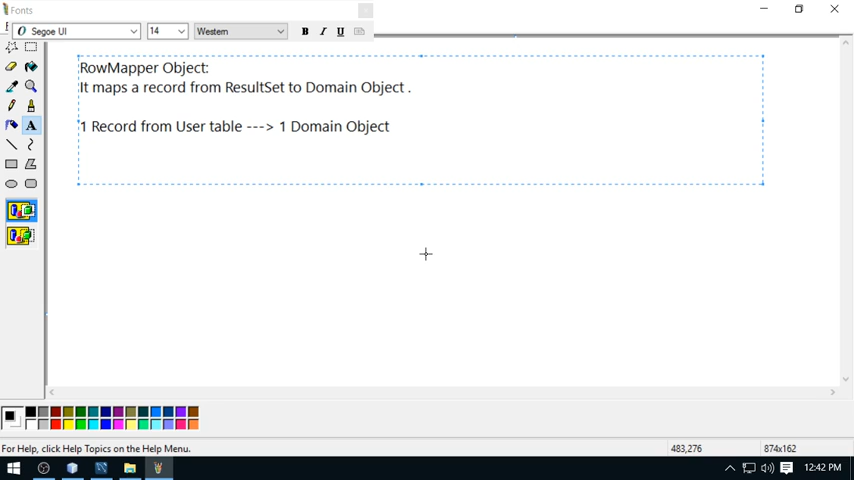 Fonts
Segoe UI
14
Western
B
I
U
RowMapper Object:
It maps a record from ResultSet to Domain Object .
1 Record from User table ---> 1 Domain Object
A
For Help, click Help Topics on the Help Menu.
483,276
874x162
12:42 PM